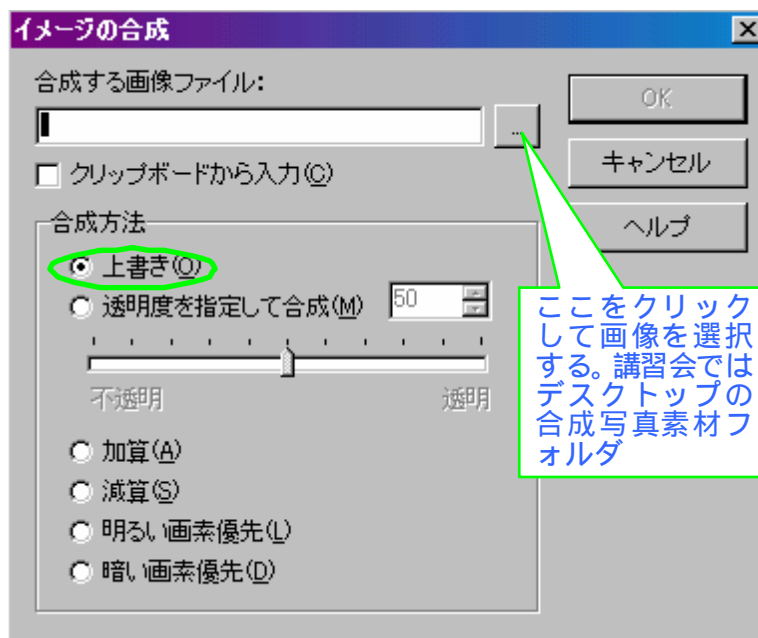 イメージの合成
合成する画像ファイル:
...
クリップボードから入力(C)
OK
キャンセル
ヘルプ
合成方法
上書き(O)
透明度を指定して合成(M)
50
不透明
透明
加算(A)
減算(S)
明るい画素優先(L)
暗い画素優先(D)
ここをクリック
して画像を選択
する。講習会では
デスクトップの
合成写真素材フ
ォルダ